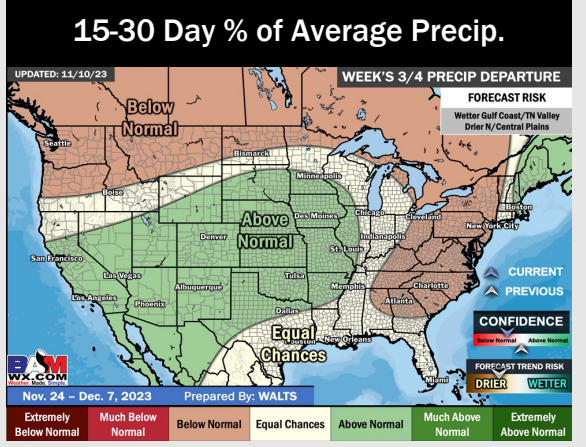 15-30 Day % of Average Precip.
UPDATED: 11/10/23
WEEK'S 3/4 PRECIP DEPARTURE
FORECAST RISK
Wetter Gulf Coast/TN Valley
Drier N/Central Plains
Below
Normal
Seattle
Bismarck
Minneapolis
Boise
Above
Normal
Des Moines
Chicago
Cleveland
Boston
New York City
Denver
Indianapolis
St. Louis
San Francisco
Las Vegas
Los Angeles
Phoenix
Albuquerque
Tulsa
Memphis
Charlotte
Atlanta
Dallas
Equal
Chances
New Orleans
Miami
CURRENT
PREVIOUS
CONFIDENCE
Below Normal Above Normal
FORECAST TREND RISK
DRIER WETTER
BAM
WX.COM
Weather. Made. Simple.
Nov. 24 – Dec. 7, 2023 Prepared By: WALTS
Extremely
Below Normal
Much Below
Normal
Below Normal
Equal Chances
Above Normal
Much Above
Normal
Extremely
Above Normal